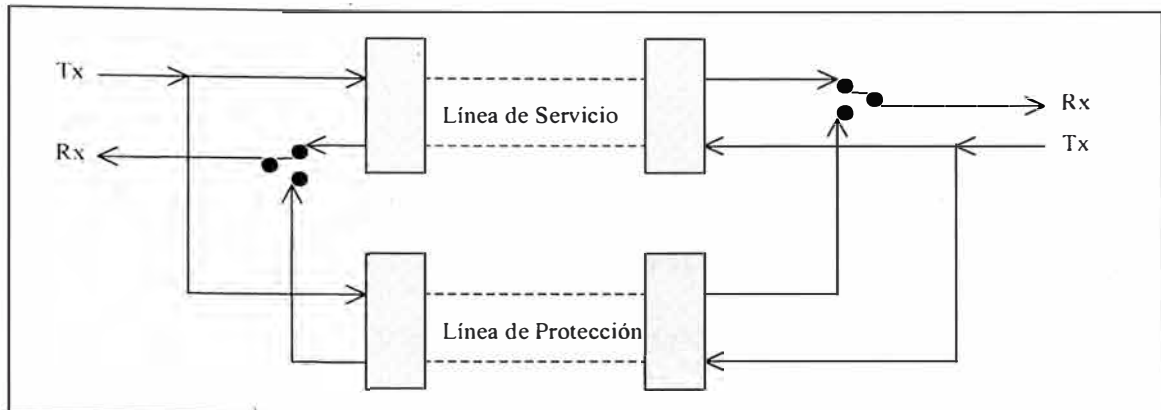 Tx
Línea de Servicio
Rx
Rx
Tx
Línea de Protección